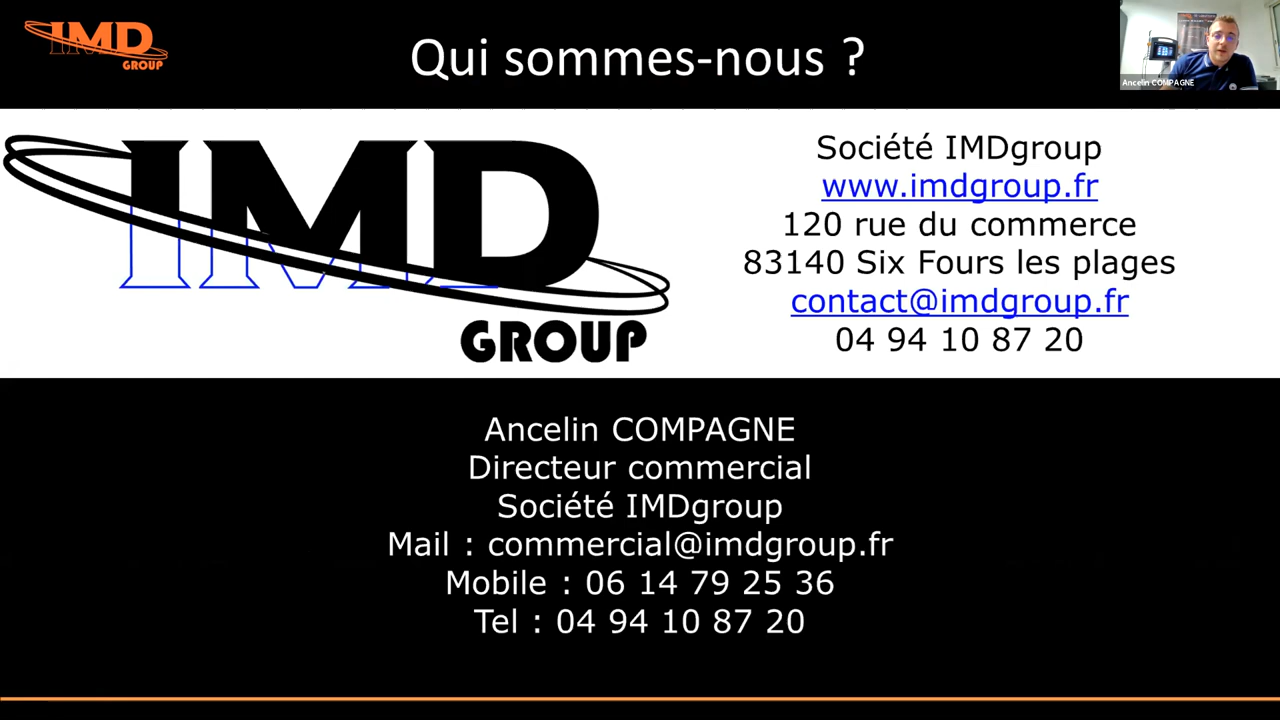 IMD
GROUP
Qui sommes-nous ?
Ancelin COMPAGNE
IMD
GROUP
Société IMDgroup
www.imdgroup.fr
120 rue du commerce
83140 Six Fours les plages
contact@imdgroup.fr
04 94 10 87 20
Ancelin COMPAGNE
Directeur commercial
Société IMDgroup
Mail : commercial@imdgroup.fr
Mobile : 06 14 79 25 36
Tel : 04 94 10 87 20